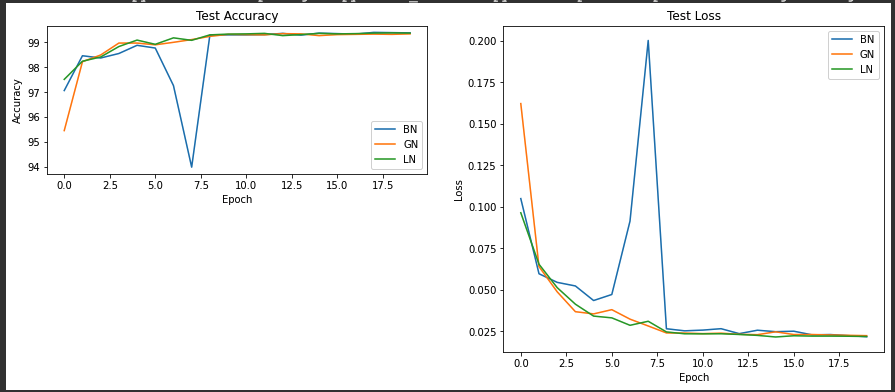 Test Accuracy
Accuracy
99
98
97
96
95
94
BN
GN
LN
0.0 2.5 5.0 7.5 10.0 12.5 15.0 17.5
Epoch
Test Loss
Loss
0.200
0.175
0.150
0.125
0.100
0.075
0.050
0.025
BN
GN
LN
0.0 2.5 5.0 7.5 10.0 12.5 15.0 17.5
Epoch